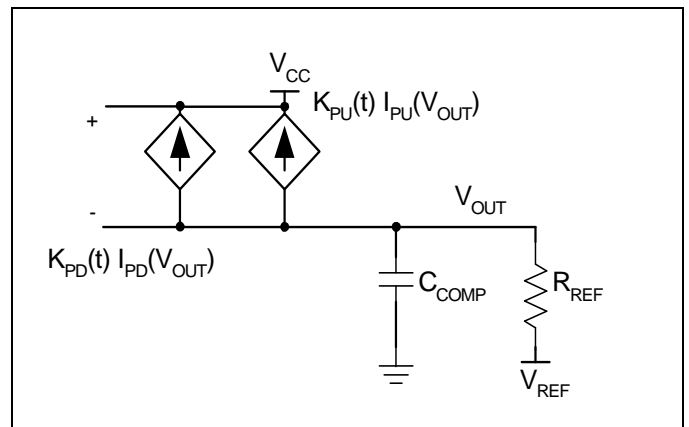 V_CC
K_PU(t) I_PU(V_OUT)
+
-
V_OUT
K_PD(t) I_PD(V_OUT)
C_COMP
R_REF
V_REF